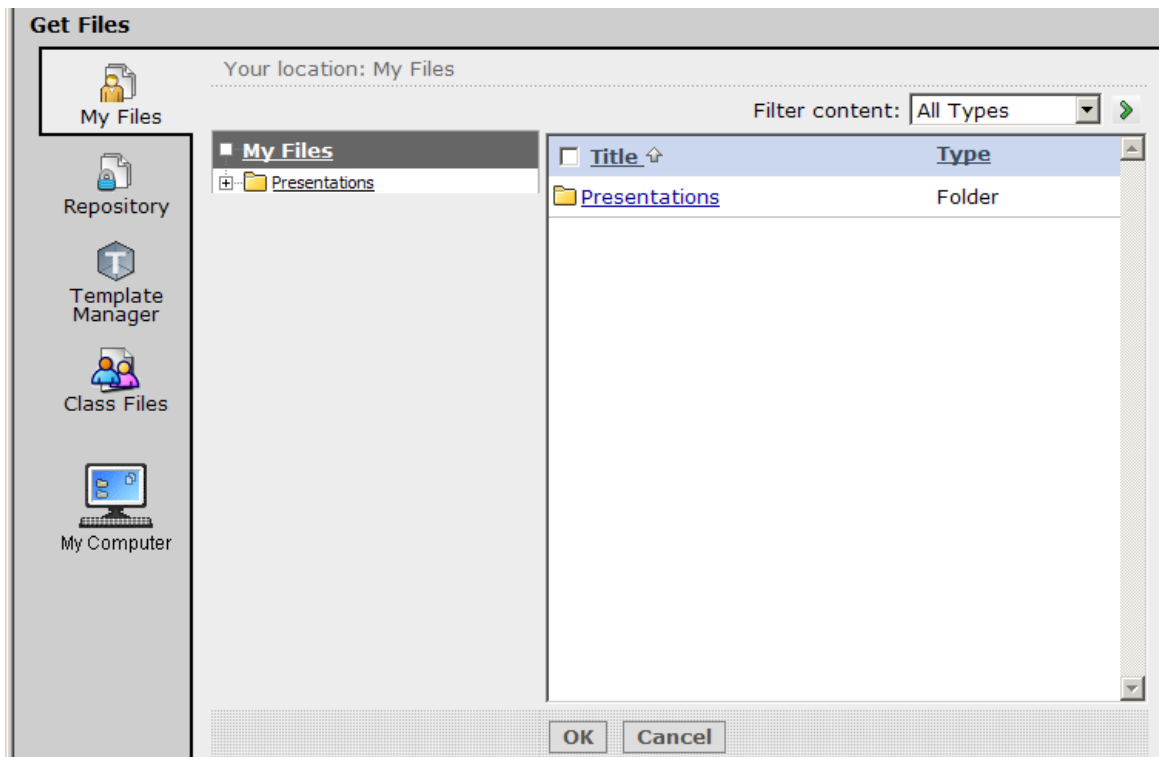 Get Files
Your location: My Files
My Files
Filter content: All Types
My Files
Title Type
Presentations
Presentations Folder
Repository
T
Template
Manager
Class Files
My Computer
OK Cancel